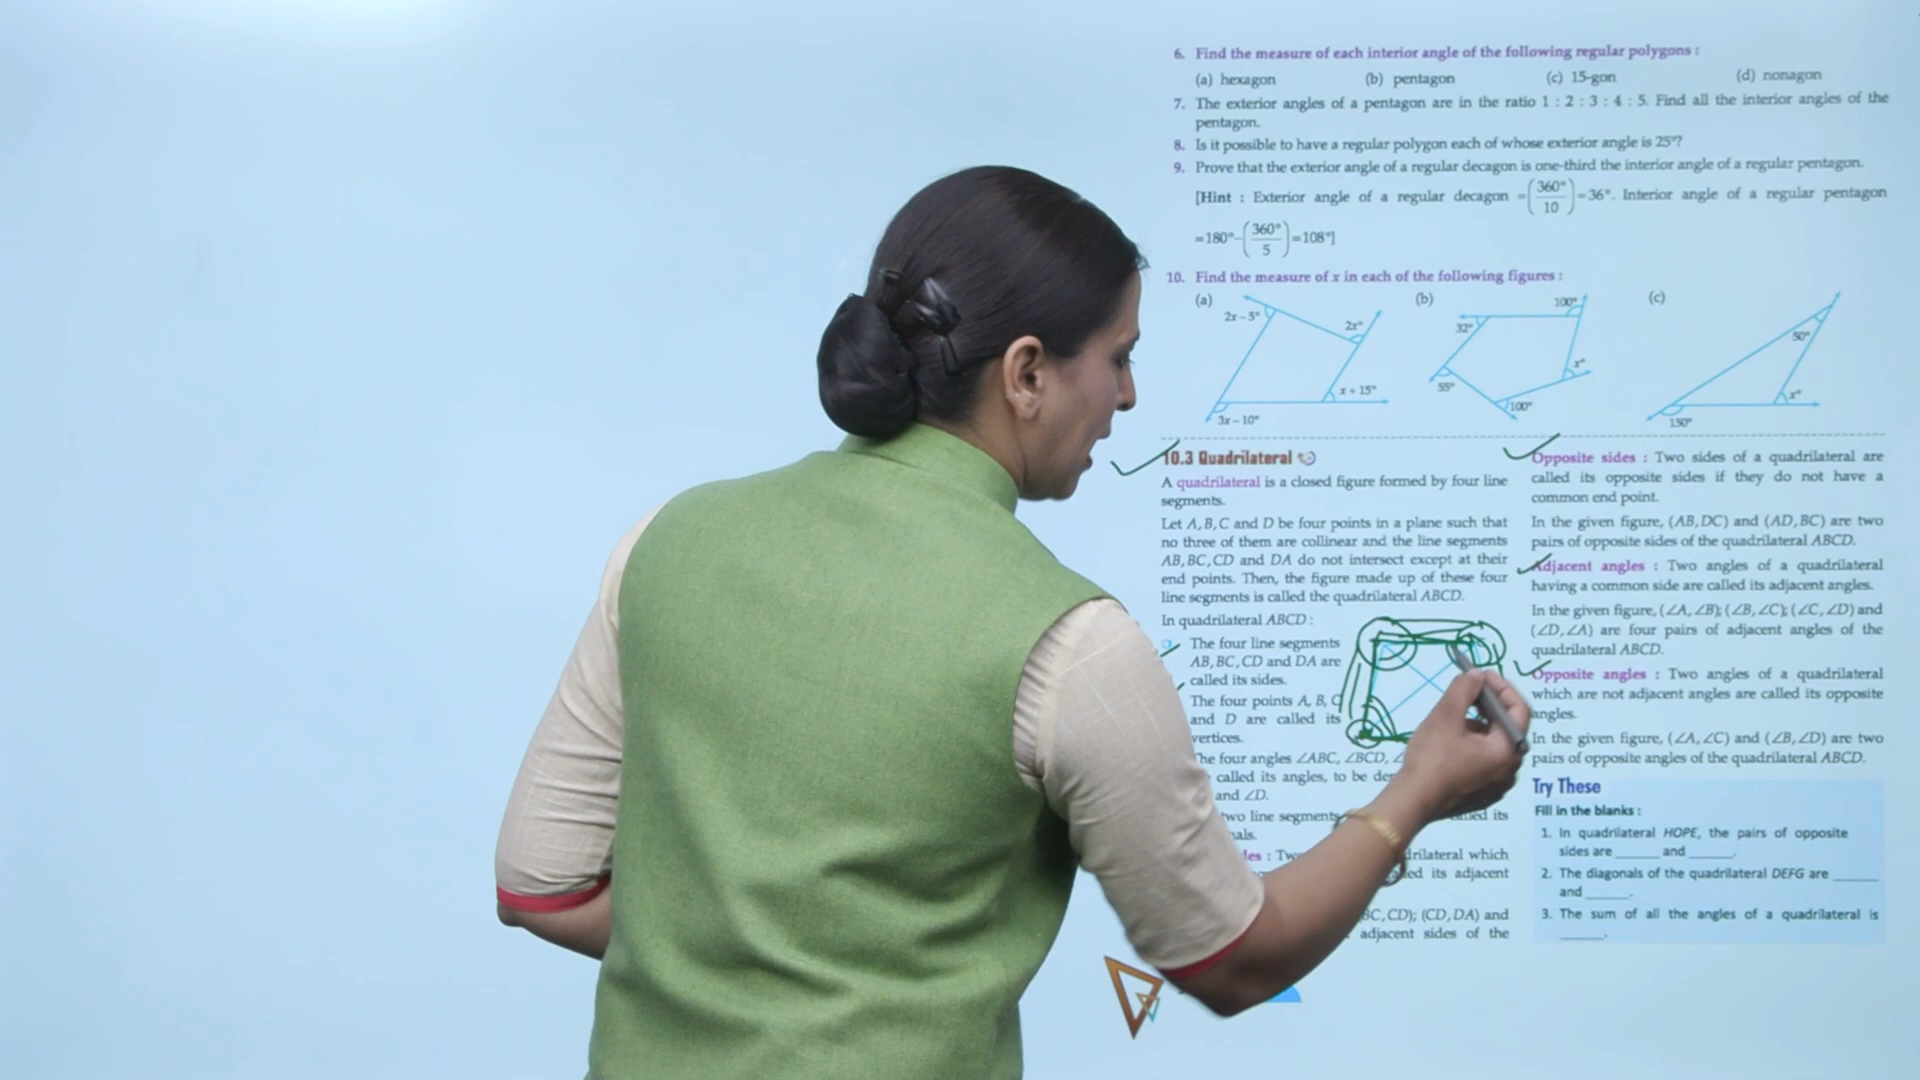 6. Find the measure of each interior angle of the following regular polygons :
(a) hexagon (b) pentagon (c) 15-gon (d) nonagon
7. The exterior angles of a pentagon are in the ratio 1 : 2 : 3 : 4 : 5. Find all the interior angles of the
pentagon.
8. Is it possible to have a regular polygon each of whose exterior angle is 25°?
9. Prove that the exterior angle of a regular decagon is one-third the interior angle of a regular pentagon.
[Hint : Exterior angle of a regular decagon =(360°/10)=36°. Interior angle of a regular pentagon
=180°-(360°/5)=108°]
10. Find the measure of x in each of the following figures :
(a) (b) (c)
2x-5° 2x° x+15° 3x-10°
32° 100° x° 55° 100°
50° x° 150°
10.3 Quadrilateral
A quadrilateral is a closed figure formed by four line
segments.
Let A, B, C and D be four points in a plane such that
no three of them are collinear and the line segments
AB, BC, CD and DA do not intersect except at their
end points. Then, the figure made up of these four
line segments is called the quadrilateral ABCD.
In quadrilateral ABCD :
The four line segments
AB, BC, CD and DA are
called its sides.
The four points A, B, C
and D are called its
vertices.
The four angles ∠ABC, ∠BCD, ∠
called its angles, to be
and ∠D.
two line segments its
drilateral which
its adjacent
BC, CD); (CD, DA) and
adjacent sides of the
Opposite sides : Two sides of a quadrilateral are
called its opposite sides if they do not have a
common end point.
In the given figure, (AB, DC) and (AD, BC) are two
pairs of opposite sides of the quadrilateral ABCD.
Adjacent angles : Two angles of a quadrilateral
having a common side are called its adjacent angles.
In the given figure, (∠A, ∠B); (∠B, ∠C); (∠C, ∠D) and
(∠D, ∠A) are four pairs of adjacent angles of the
quadrilateral ABCD.
Opposite angles : Two angles of a quadrilateral
which are not adjacent angles are called its opposite
angles.
In the given figure, (∠A, ∠C) and (∠B, ∠D) are two
pairs of opposite angles of the quadrilateral ABCD.
Try These
Fill in the blanks :
1. In quadrilateral HOPE, the pairs of opposite
sides are ______ and ______.
2. The diagonals of the quadrilateral DEFG are ______
and ______.
3. The sum of all the angles of a quadrilateral is
______.